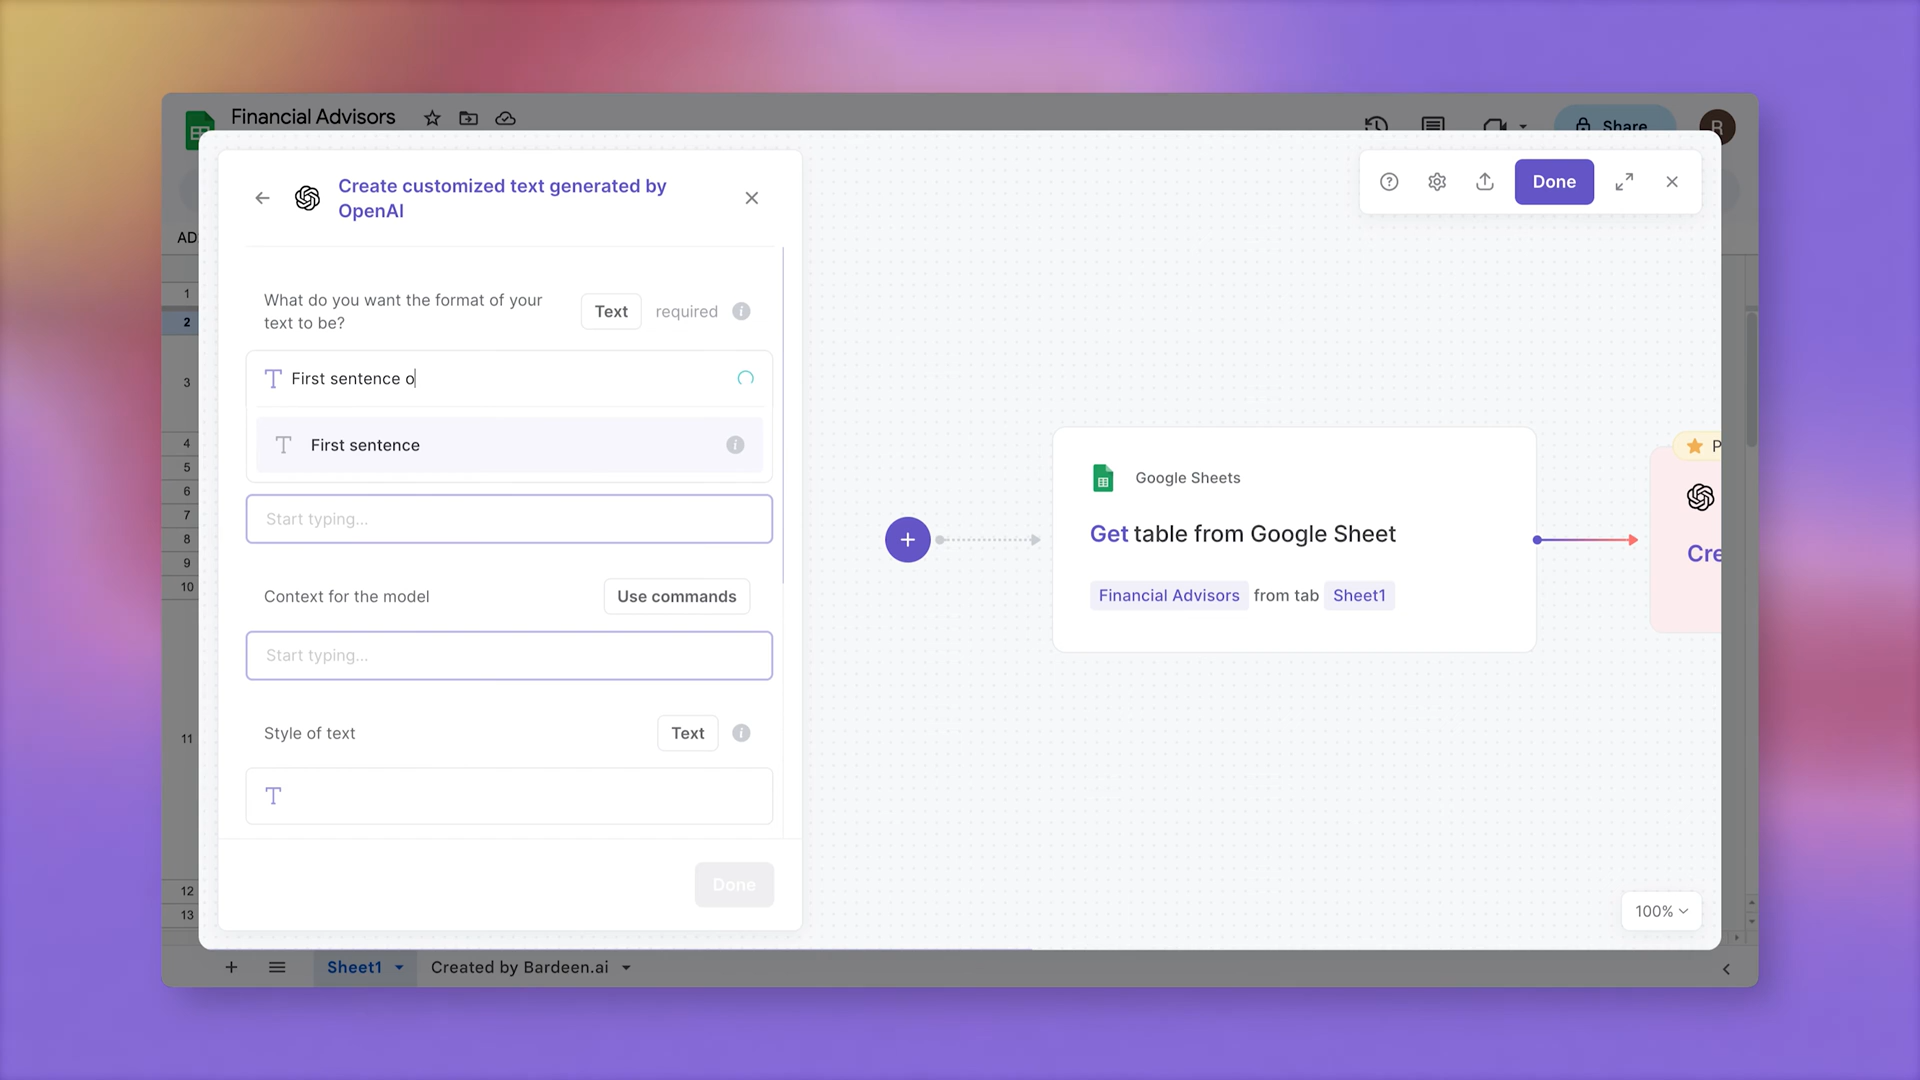 Financial Advisors
Share
R
AD
1
2
3
4
5
6
7
8
9
10
11
12
13
Create customized text generated by
OpenAI
What do you want the format of your
text to be?
Text
required
First sentence o
First sentence
Start typing...
Context for the model
Use commands
Start typing...
Style of text
Text
Done
Done
Google Sheets
Get table from Google Sheet
Financial Advisors from tab Sheet1
P
Cre
100%
Sheet1
Created by Bardeen.ai